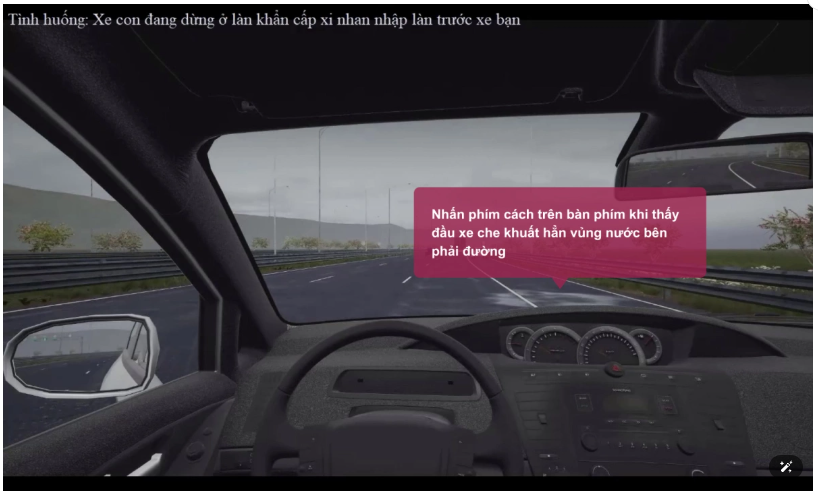 Tình huống: Xe con đang dừng ở làn khẩn cấp xi nhan nhập làn trước xe bạn
Nhấn phím cách trên bàn phím khi thấy
đầu xe che khuất hẳn vủng nước bên
phải đường